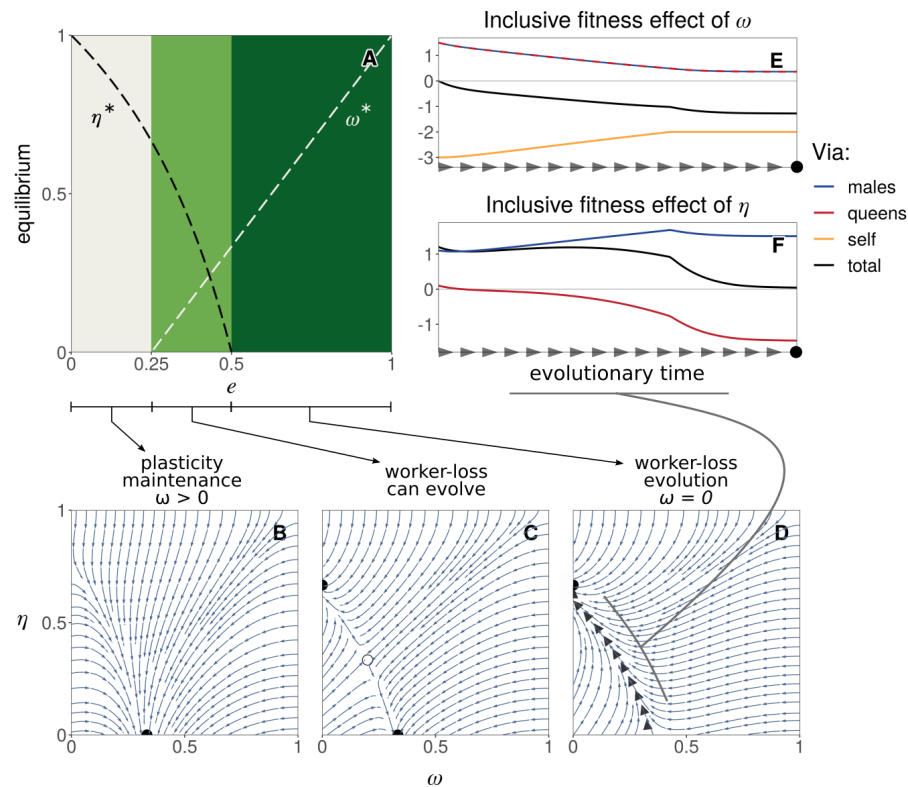 Inclusive fitness effect of ω
1
A
E
1
0
-1
-2
-3
η*
ω*
equilibrium
0.5
Via:
males
queens
self
total
Inclusive fitness effect of η
F
1
0
-1
0
0 0.25 0.5 1
e
evolutionary time
plasticity
maintenance
ω > 0
worker-loss
can evolve
worker-loss
evolution
ω = 0
1
B
C
D
η
0.5
0
0 0.5 1
0 0.5 1
0 0.5 1
ω